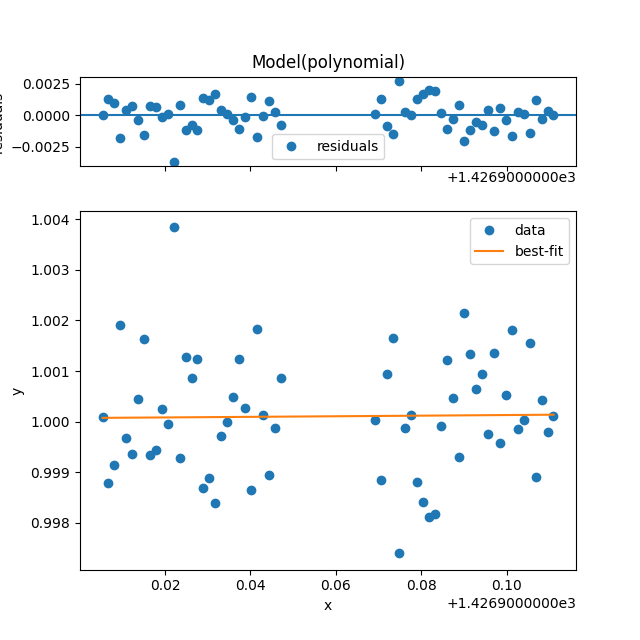 Model(polynomial)
0.0025
0.0000
−0.0025
residuals
residuals
+1.4269000000e3
1.004
1.003
1.002
1.001
1.000
0.999
0.998
y
data
best-fit
0.02
0.04
0.06
0.08
0.10
x
+1.4269000000e3